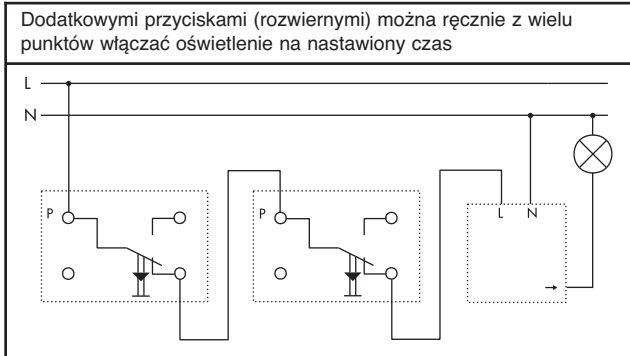 Dodatkowymi przyciskami (rozwiernymi) można ręcznie z wielu
punktów włączać oświetlenie na nastawiony czas
L
N
P
P
L N